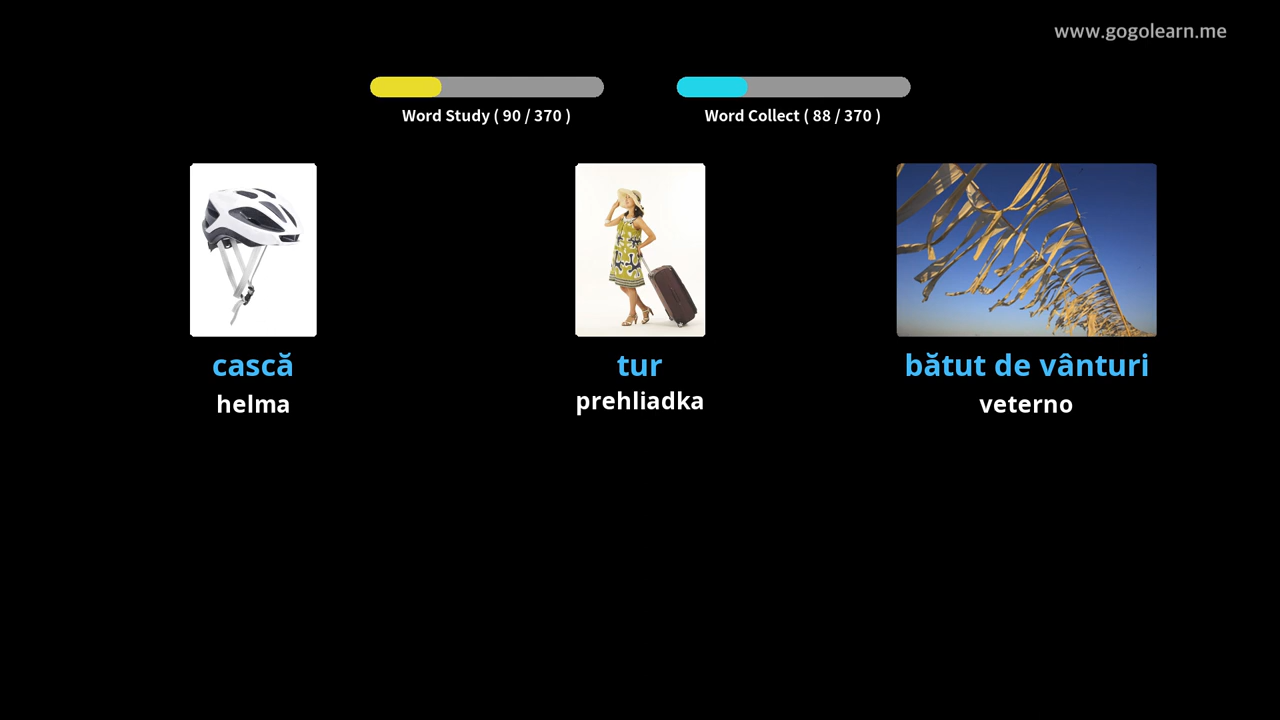 www.gogolearn.me
Word Study ( 90 / 370 )
Word Collect ( 88 / 370 )
cască
helma
tur
prehliadka
bătut de vânturi
veterno